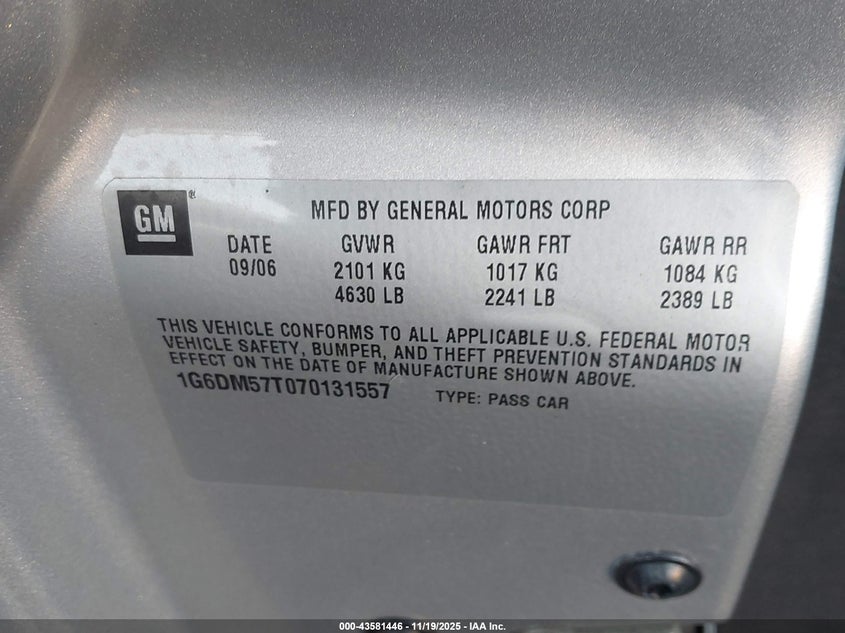 GM ®
MFD BY GENERAL MOTORS CORP
DATE GVWR GAWR FRT GAWR RR
09/06 2101 KG 1017 KG 1084 KG
4630 LB 2241 LB 2389 LB
THIS VEHICLE CONFORMS TO ALL APPLICABLE U.S. FEDERAL MOTOR
VEHICLE SAFETY, BUMPER, AND THEFT PREVENTION STANDARDS IN
EFFECT ON THE DATE OF MANUFACTURE SHOWN ABOVE.
1G6DM57T070131557 TYPE: PASS CAR
000-43581446 - 11/19/2025 - IAA Inc.